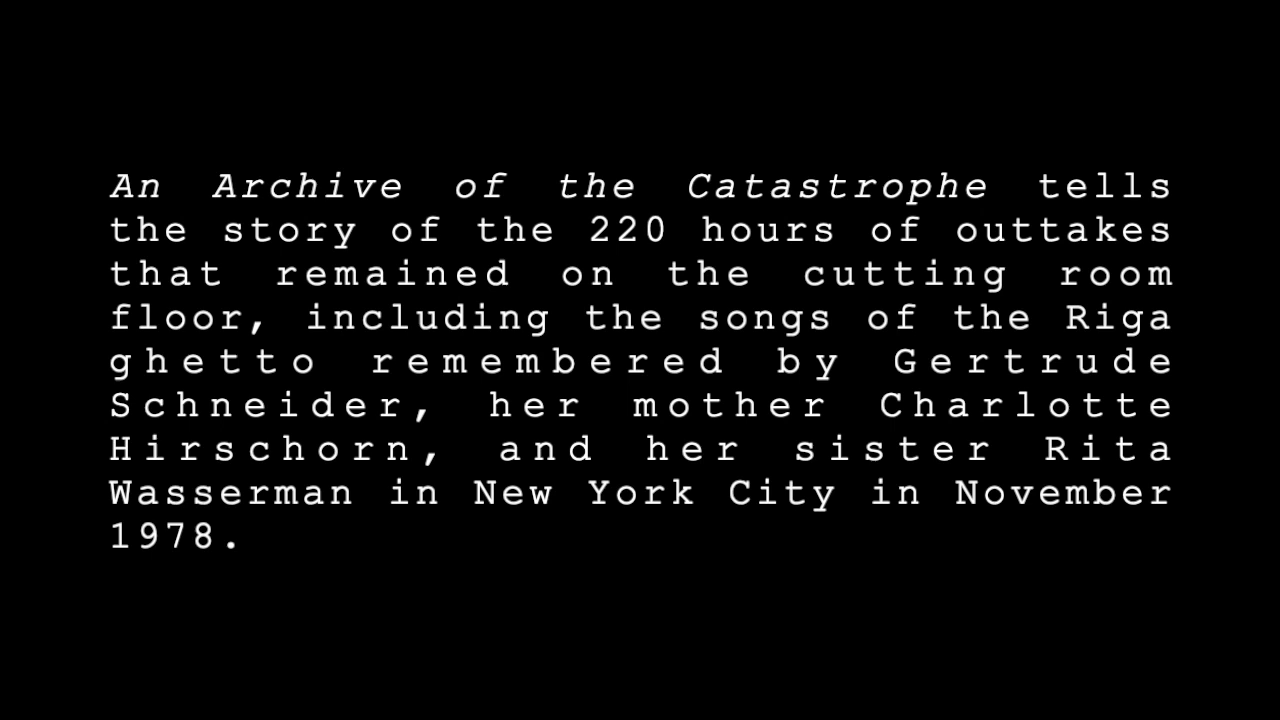 An Archive of the Catastrophe tells
the story of the 220 hours of outtakes
that remained on the cutting room
floor, including the songs of the Riga
ghetto remembered by Gertrude
Schneider, her mother Charlotte
Hirschorn, and her sister Rita
Wasserman in New York City in November
1978.